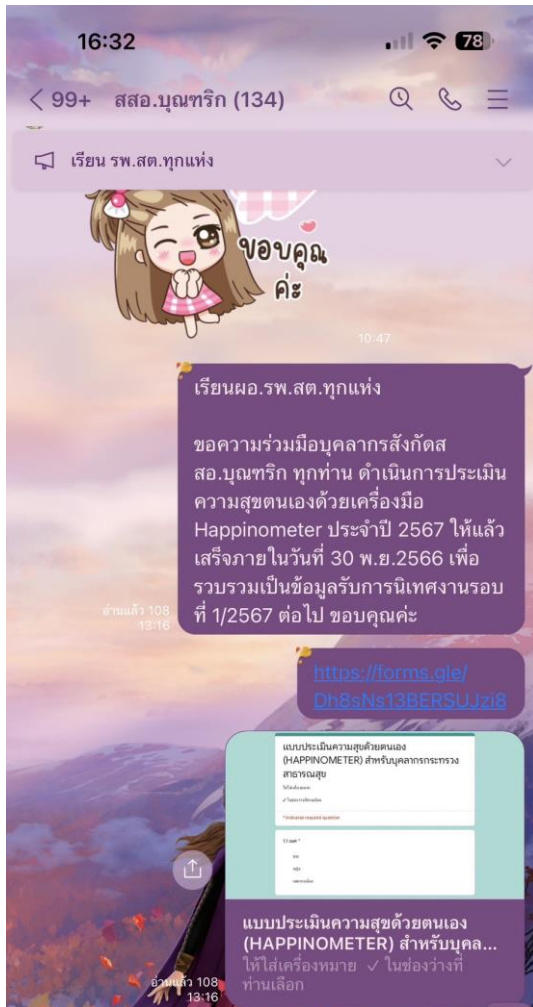 16:32
78
99+ สสอ.บุณฑริก (134)
เรียน รพ.สต.ทุกแห่ง
ขอบคุณ
ค่ะ
10:47
เรียนผอ.รพ.สต.ทุกแห่ง
ขอความร่วมมือบุคลากรสังกัดส
สอ.บุณฑริก ทุกท่าน ดำเนินการประเมิน
ความสุขตนเองด้วยเครื่องมือ
Happinometer ประจำปี 2567 ให้แล้ว
เสร็จภายในวันที่ 30 พ.ย.2566 เพื่อ
รวบรวมเป็นข้อมูลรับการนิเทศงานรอบ
ที่ 1/2567 ต่อไป ขอบคุณค่ะ
อ่านแล้ว 108
13:16
https://forms.gle/
Dh8sNs13BERSUJzi8
แบบประเมินความสุขด้วยตนเอง
(HAPPINOMETER) สำหรับบุคลากรกระทรวง
สาธารณสุข
* Indicates required question
แบบประเมินความสุขด้วยตนเอง
(HAPPINOMETER) สำหรับบุคล...
ให้ใส่เครื่องหมาย ✓ ในช่องว่างที่
ท่านเลือก
อ่านแล้ว 108
13:16